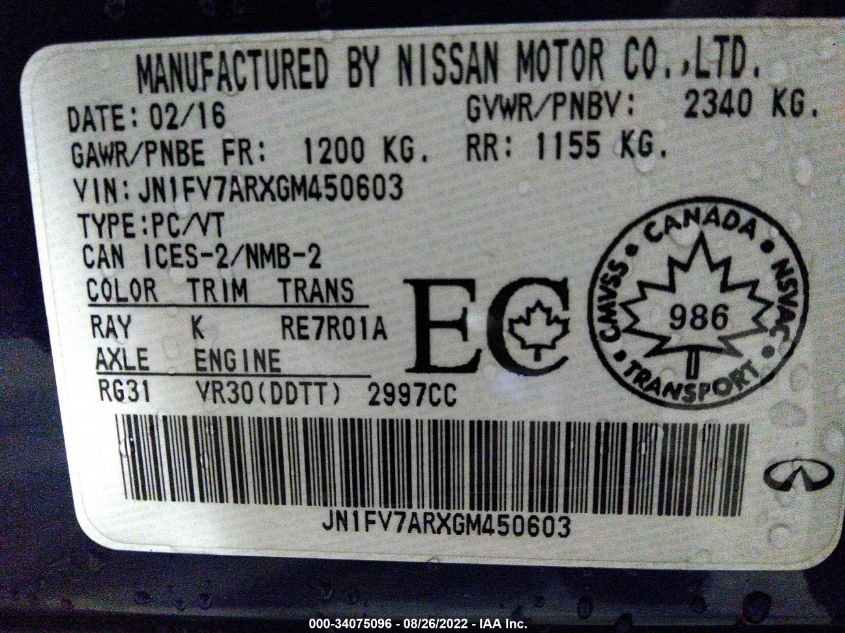 MANUFACTURED BY NISSAN MOTOR CO.,LTD.
DATE: 02/16 GVWR/PNBV: 2340 KG.
GAWR/PNBE FR: 1200 KG. RR: 1155 KG.
VIN: JN1FV7ARXGM450603
TYPE:PC/VT
CAN ICES-2/NMB-2
COLOR TRIM TRANS
RAY K RE7R01A
AXLE ENGINE
RG31 VR30(DDTT) 2997CC
EC
CANADA
CMVSS
NSVAC
986
TRANSPORT
JN1FV7ARXGM450603
000-34075096 - 08/26/2022 - IAA Inc.